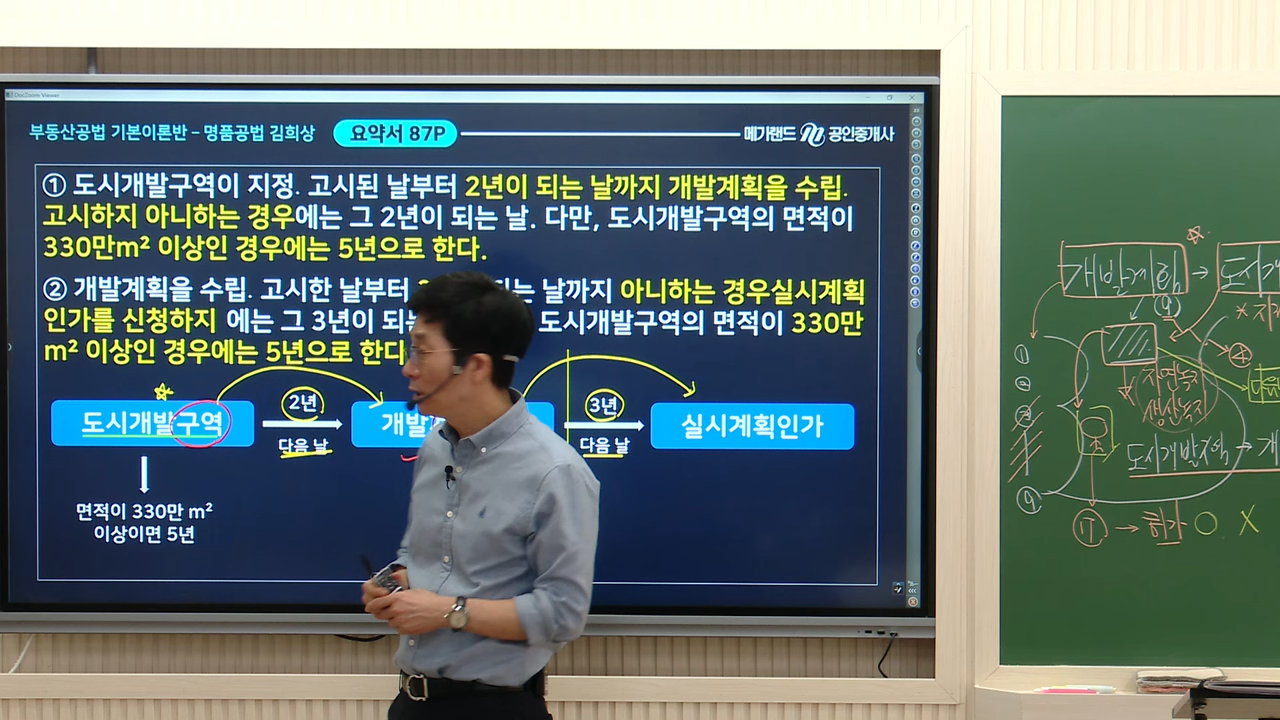 DocZoom Viewer
부동산공법 기본이론반 – 명품공법 김희상
요약서 87P
메가랜드 공인중개사
① 도시개발구역이 지정. 고시된 날부터 2년이 되는 날까지 개발계획을 수립.
고시하지 아니하는 경우에는 그 2년이 되는 날. 다만, 도시개발구역의 면적이
330만m² 이상인 경우에는 5년으로 한다.
② 개발계획을 수립. 고시한 날부터 되는 날까지 아니하는 경우실시계획
인가를 신청하지 에는 그 3년이 되는 도시개발구역의 면적이 330만
m² 이상인 경우에는 5년으로 한다
도시개발구역
2년
다음 날
개발
3년
다음 날
실시계획인가
면적이 330만 m²
이상이면 5년
개발계획 →
자연녹지
생산녹지
도시개발구역 →
→ 허가 ○ X